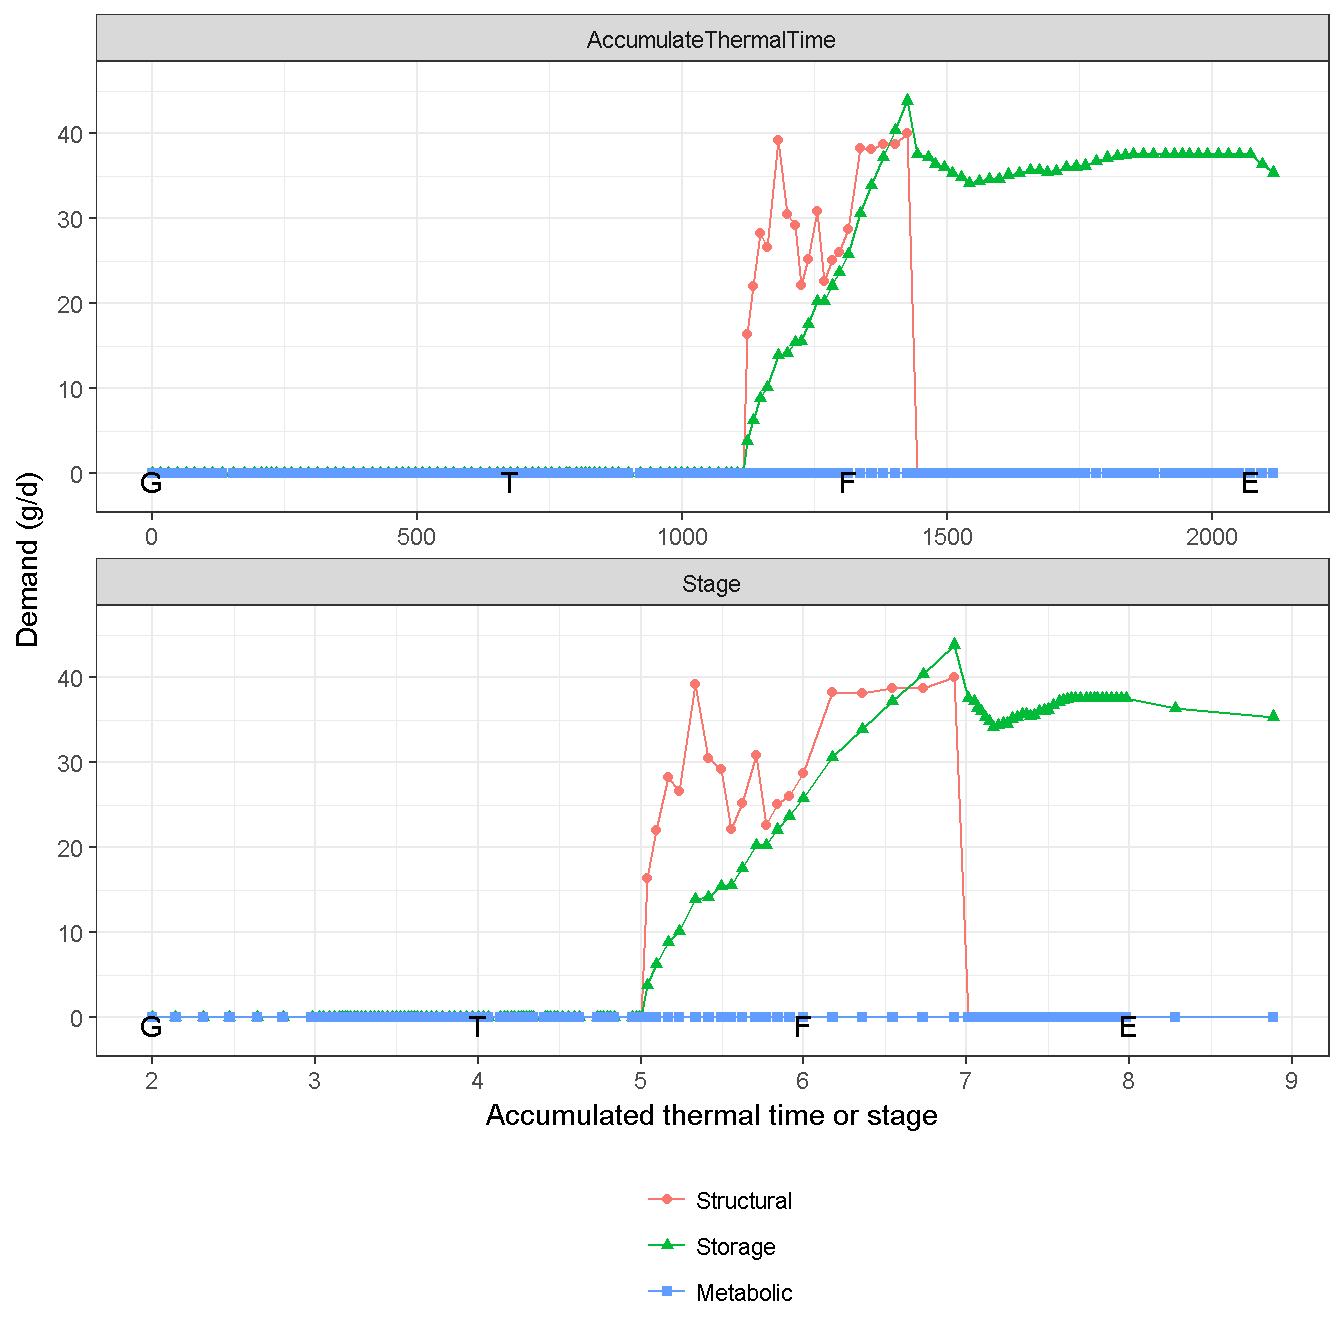 AccumulateThermalTime
40
30
20
10
0
G T F E
0 500 1000 1500 2000
Demand (g/d)
Stage
40
30
20
10
0
G T F E
2 3 4 5 6 7 8 9
Accumulated thermal time or stage
Structural
Storage
Metabolic